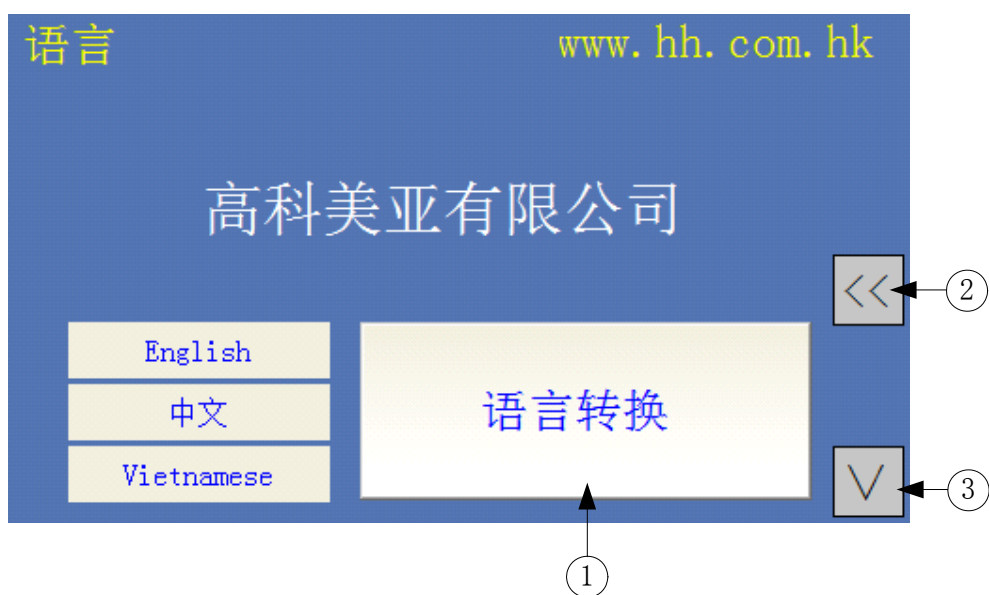 语言 www.hh.com.hk
高科美亚有限公司
<< 2
English
中文
语言转换
Vietnamese
∨ 3
1